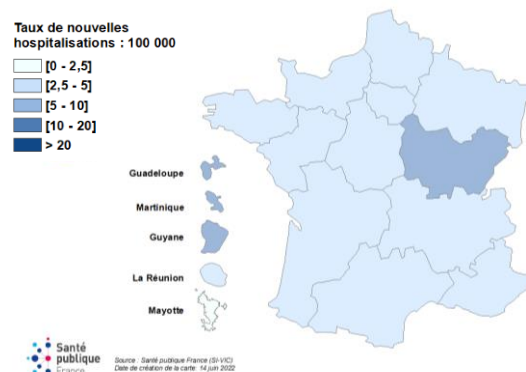 Taux de nouvelles
hospitalisations : 100 000
[0 - 2,5]
[2,5 - 5]
[5 - 10]
[10 - 20]
> 20
Guadeloupe
Martinique
Guyane
La Réunion
Mayotte
Santé
publique
France
Source : Santé publique France (SI-VIC)
Date de création de la carte: 14 juin 2022